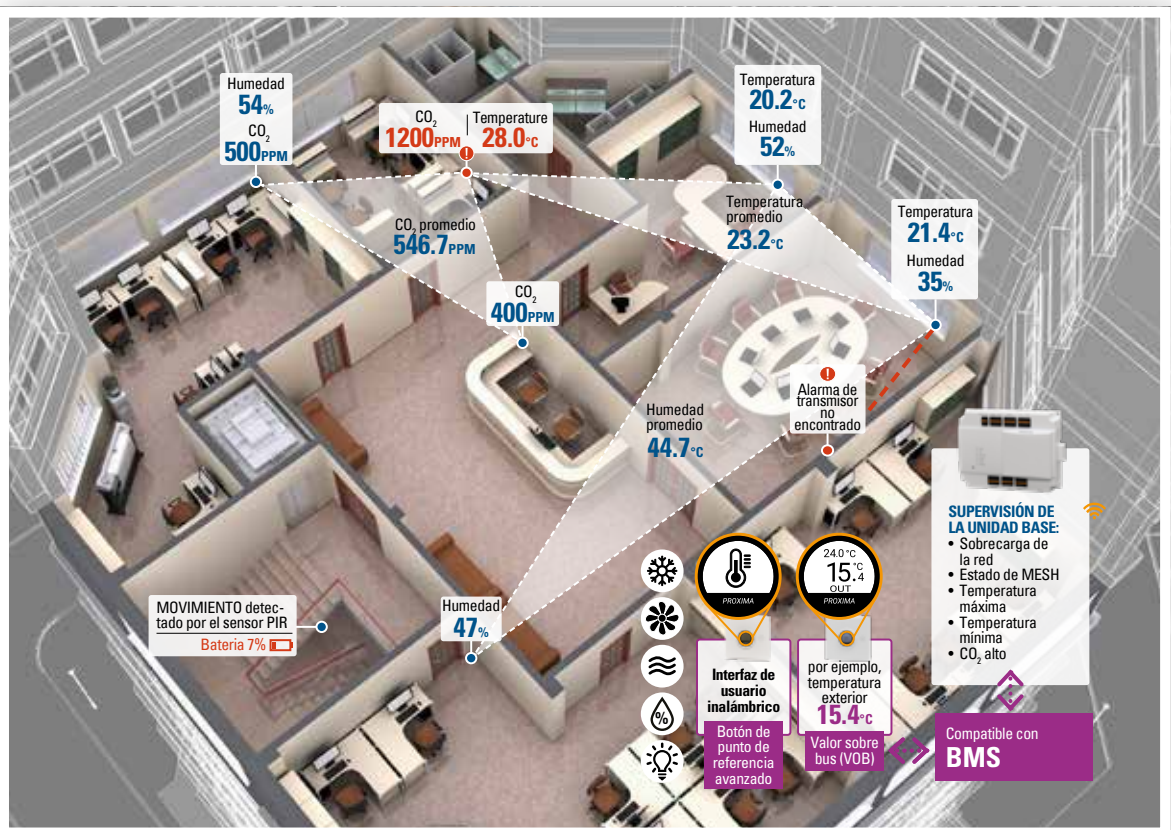 Humedad
54%
CO2
500PPM
CO2
1200PPM
Temperature
28.0°C
Temperatura
20.2°C
Humedad
52%
Temperatura
21.4°C
Humedad
35%
CO2 promedio
546.7PPM
Temperatura
promedio
23.2°C
CO2
400PPM
Alarma de
transmisor
no
encontrado
Humedad
promedio
44.7°C
SUPERVISIÓN DE
LA UNIDAD BASE:
• Sobrecarga de
la red
• Estado de MESH
• Temperatura
máxima
• Temperatura
mínima
• CO2 alto
MOVIMIENTO detec-
tado por el sensor PIR
Bateria 7%
Humedad
47%
%
PROXIMA
24.0 °C
15.4 °C
OUT
PROXIMA
Interfaz de
usuario
inalámbrico
Botón de
punto de
referencia
avanzado
por ejemplo,
temperatura
exterior
15.4°C
Valor sobre
bus (VOB)
Compatible con
BMS